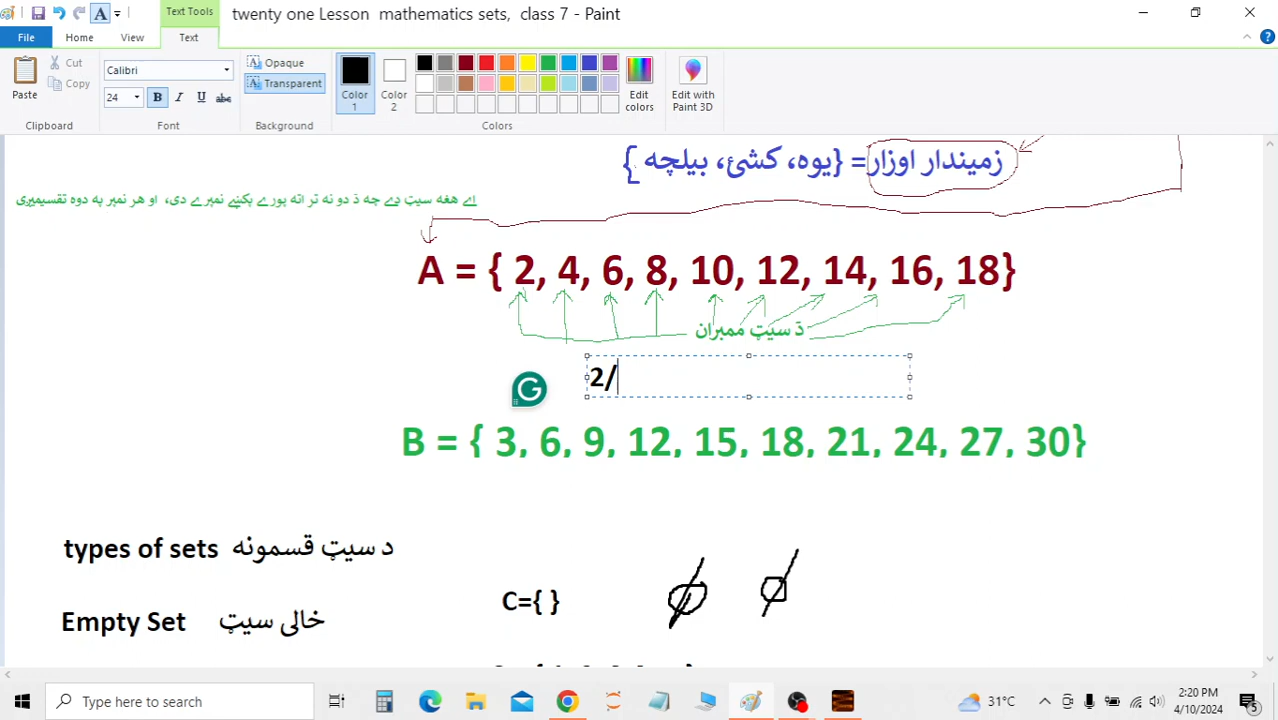 Text Tools
twenty one Lesson mathematics sets, class 7 - Paint
File
Home
View
Text
Paste
Cut
Copy
Clipboard
Calibri
24
B
I
U
abc
Font
Opaque
Transparent
Background
Color 1
Color 2
Edit colors
Colors
Edit with Paint 3D
زمیندار اوزار= {یوه، کشئ، بیلچه }
اے هغه سیټ دے چه دَ دو نه تر اته پورے پکښے نمبرے دی، او هر نمبر په دوه تقسیمیږی
A = { 2, 4, 6, 8, 10, 12, 14, 16, 18}
دَ سیټ ممبران
2/
B = { 3, 6, 9, 12, 15, 18, 21, 24, 27, 30}
types of sets د سیټ قسمونه
C={ }
Empty Set خالی سیټ
Type here to search
31°C
2:20 PM
4/10/2024
5